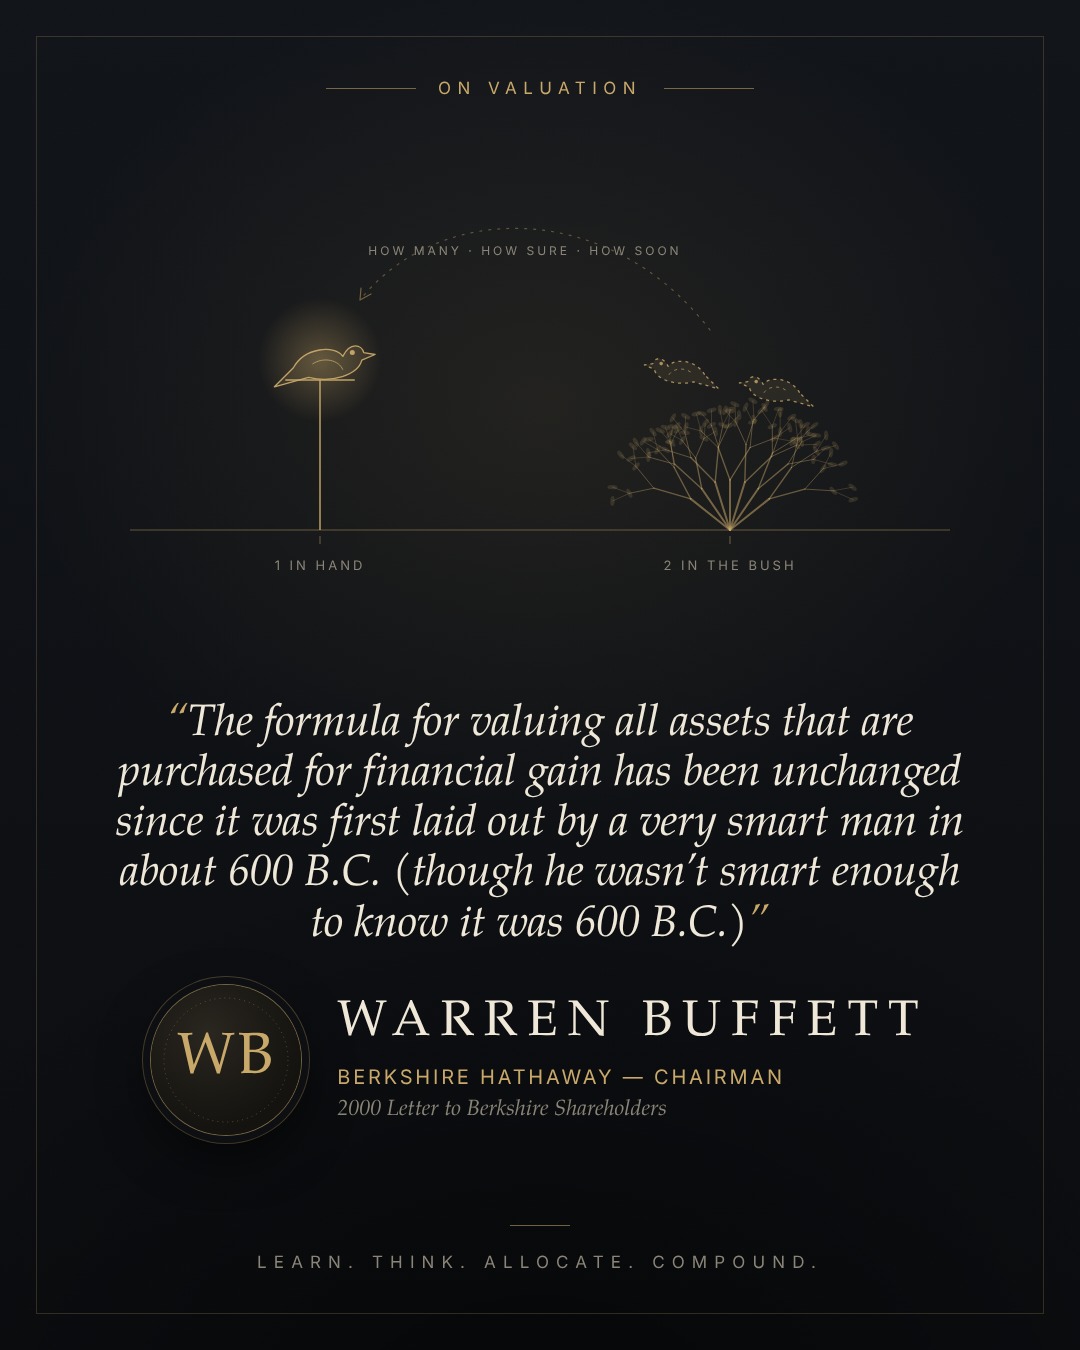 ON VALUATION
HOW MANY · HOW SURE · HOW SOON
1 IN HAND
2 IN THE BUSH
“The formula for valuing all assets that are
purchased for financial gain has been unchanged
since it was first laid out by a very smart man in
about 600 B.C. (though he wasn’t smart enough
to know it was 600 B.C.)”
WB
WARREN BUFFETT
BERKSHIRE HATHAWAY — CHAIRMAN
2000 Letter to Berkshire Shareholders
LEARN. THINK. ALLOCATE. COMPOUND.